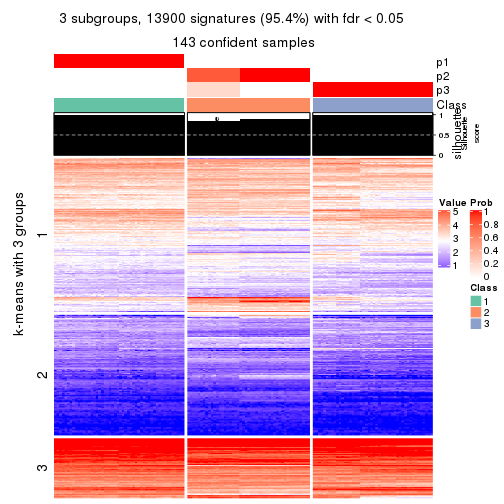 3 subgroups, 13900 signatures (95.4%) with fdr < 0.05
143 confident samples
p1
p2
p3
Class
1
0.5
0
silhouette
Silhouette
score
k-means with 3 groups
1
2
3
Value
5
4
3
2
1
Prob
1
0.8
0.6
0.4
0.2
0
Class
1
2
3